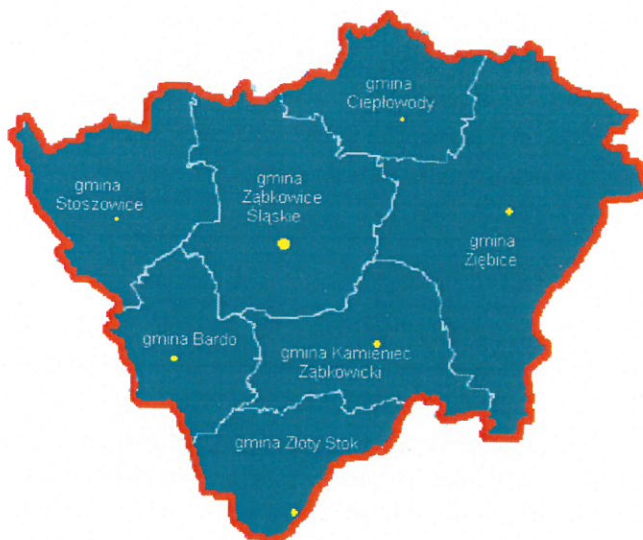 gmina
Ciepłowody
gmina
Stoszowice
gmina
Ząbkowice
Śląskie
gmina
Ziębice
gmina Bardo
gmina Kamieniec
Ząbkowicki
gmina Złoty Stok